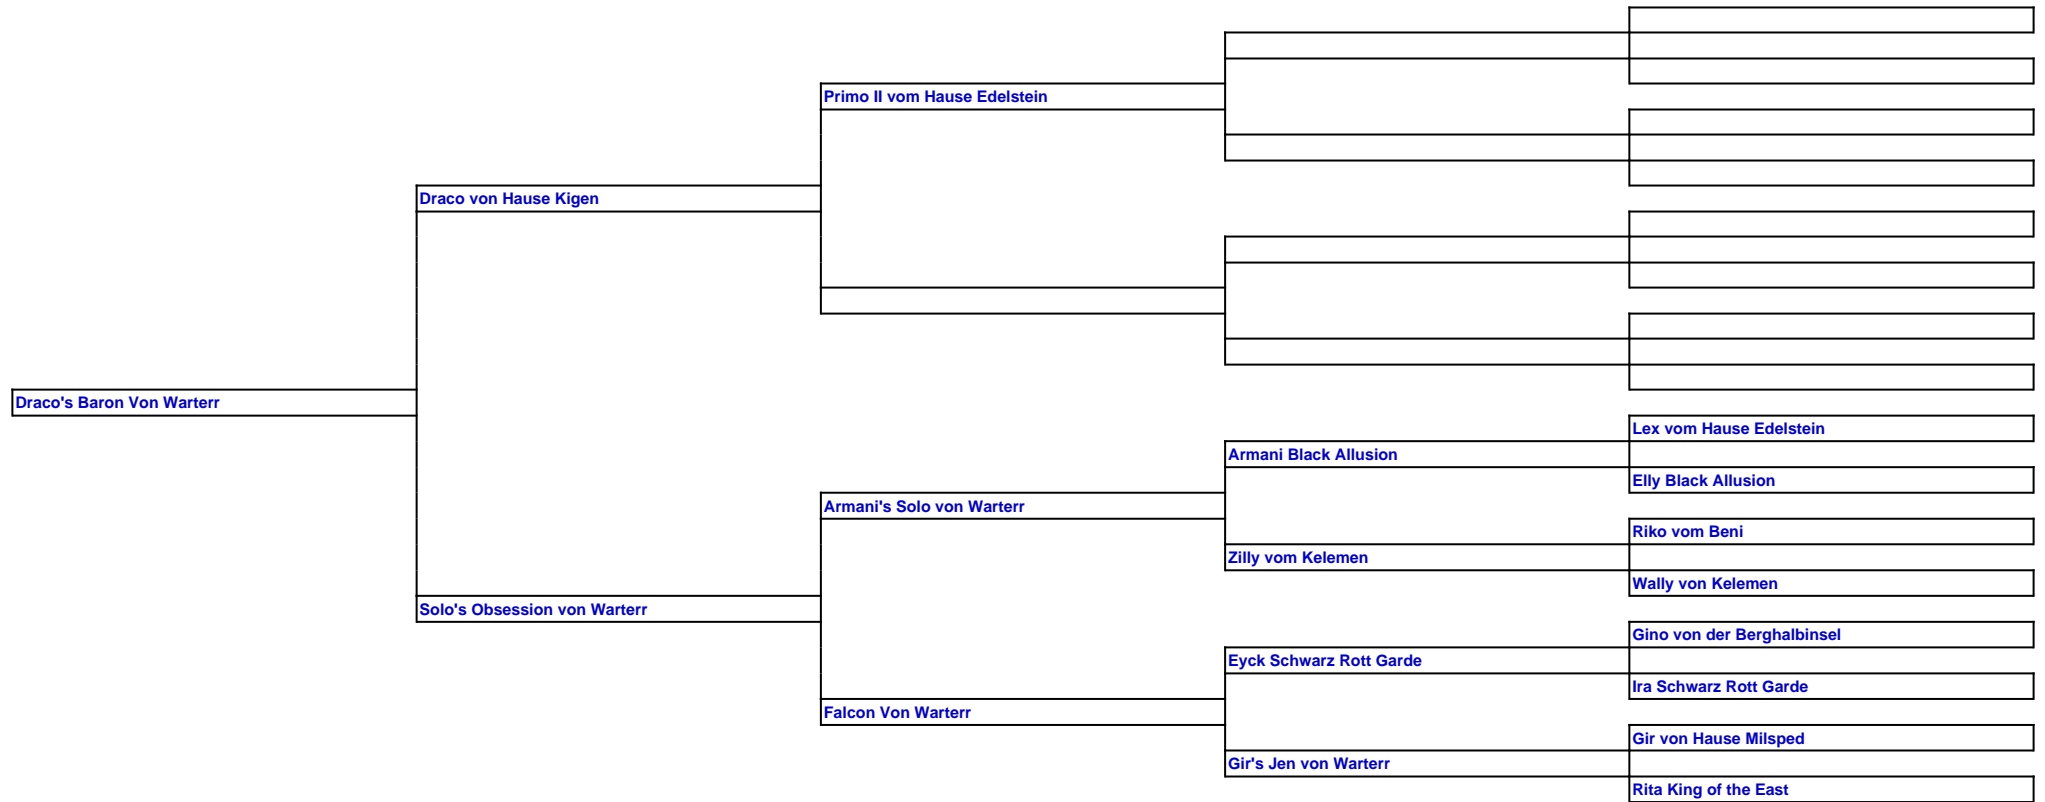 Primo II vom Hause Edelstein
Draco von Hause Kigen
Draco's Baron Von Warterr
Lex vom Hause Edelstein
Armani Black Allusion
Elly Black Allusion
Armani's Solo von Warterr
Riko vom Beni
Zilly vom Kelemen
Wally von Kelemen
Solo's Obsession von Warterr
Gino von der Berghalbinsel
Eyck Schwarz Rott Garde
Ira Schwarz Rott Garde
Falcon Von Warterr
Gir von Hause Milsped
Gir's Jen von Warterr
Rita King of the East